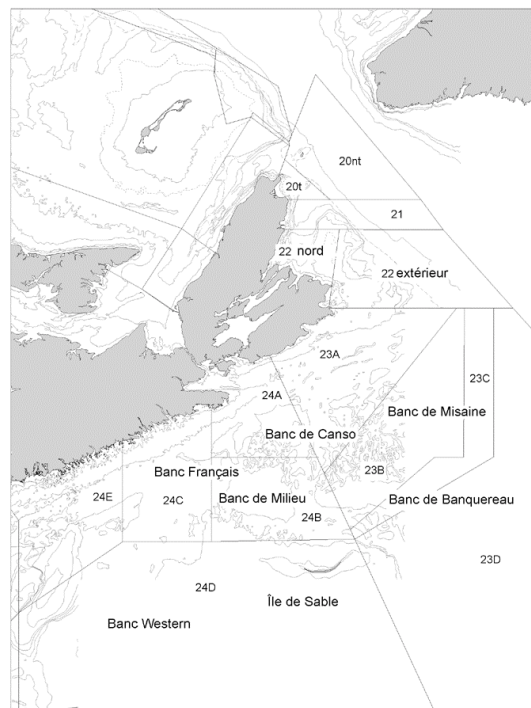 20nt
20t
21
22 nord
22 extérieur
23A
23C
24A
Banc de Misaine
Banc de Canso
Banc Français
23B
24E
24C
Banc de Milieu
Banc de Banquereau
24B
23D
24D
Île de Sable
Banc Western